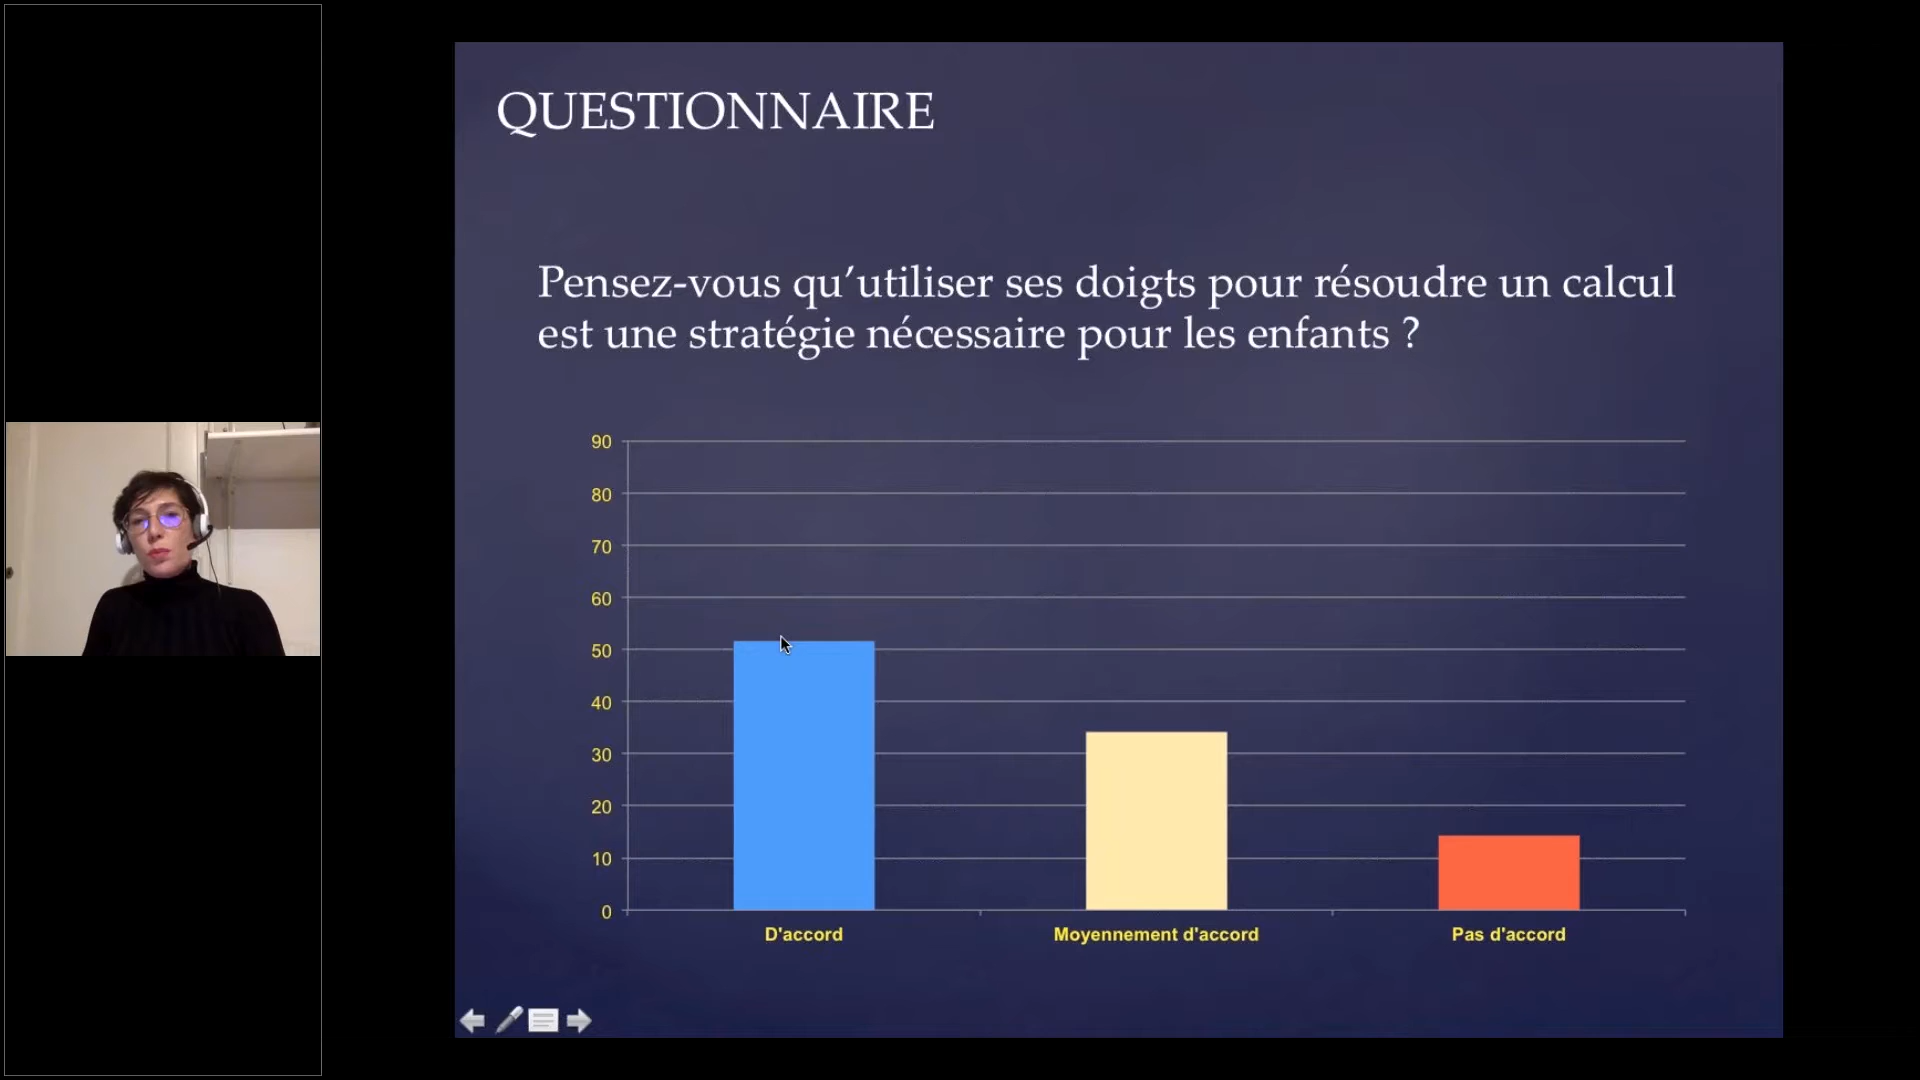 QUESTIONNAIRE
Pensez-vous qu’utiliser ses doigts pour résoudre un calcul
est une stratégie nécessaire pour les enfants ?
90
80
70
60
50
40
30
20
10
0
D'accord
Moyennement d'accord
Pas d'accord